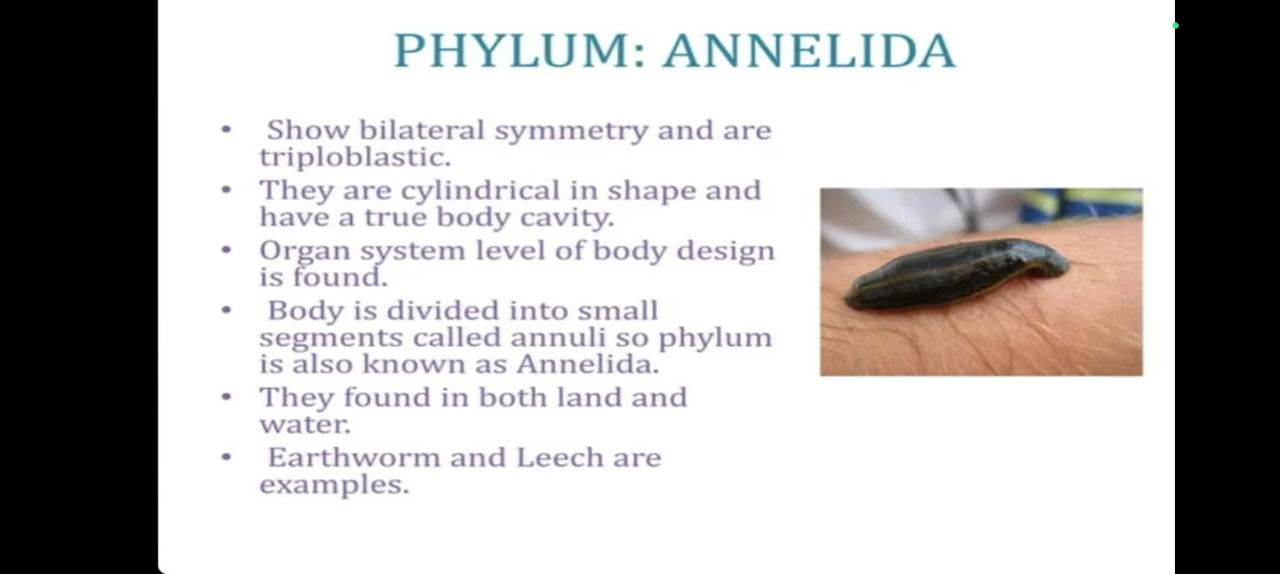 PHYLUM: ANNELIDA
• Show bilateral symmetry and are
triploblastic.
• They are cylindrical in shape and
have a true body cavity.
• Organ system level of body design
is found.
• Body is divided into small
segments called annuli so phylum
is also known as Annelida.
• They found in both land and
water.
• Earthworm and Leech are
examples.